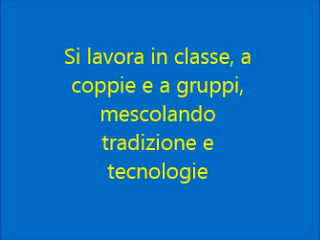 Si lavora in classe, a
coppie e a gruppi,
mescolando
tradizione e
tecnologie